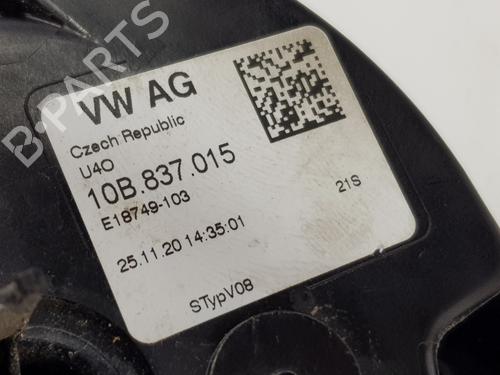 VW AG
Czech Republic
U4O
10B.837.015
E18749-103
21S
25.11.20 14:35:01
STypV08
B-PARTS